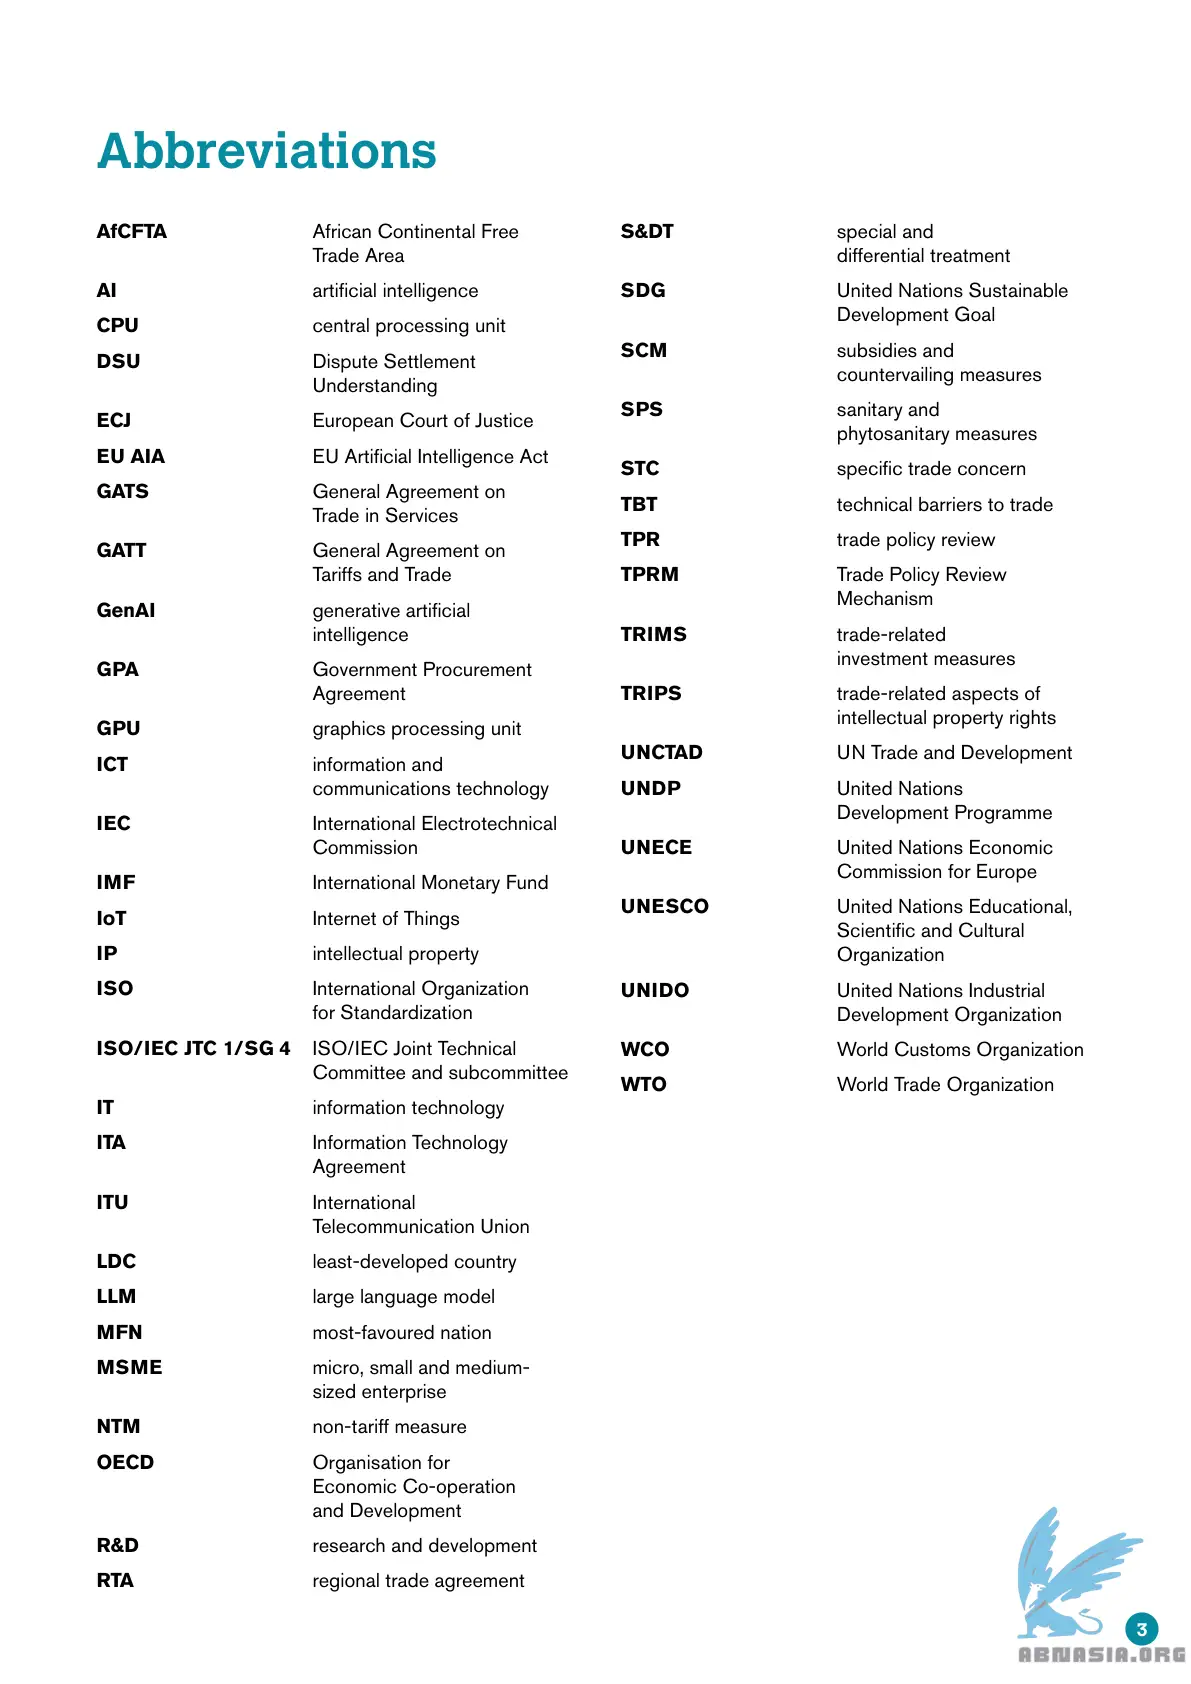 Abbreviations
AfCFTA African Continental Free
Trade Area
AI artificial intelligence
CPU central processing unit
DSU Dispute Settlement
Understanding
ECJ European Court of Justice
EU AIA EU Artificial Intelligence Act
GATS General Agreement on
Trade in Services
GATT General Agreement on
Tariffs and Trade
GenAI generative artificial
intelligence
GPA Government Procurement
Agreement
GPU graphics processing unit
ICT information and
communications technology
IEC International Electrotechnical
Commission
IMF International Monetary Fund
IoT Internet of Things
IP intellectual property
ISO International Organization
for Standardization
ISO/IEC JTC 1/SG 4 ISO/IEC Joint Technical
Committee and subcommittee
IT information technology
ITA Information Technology
Agreement
ITU International
Telecommunication Union
LDC least-developed country
LLM large language model
MFN most-favoured nation
MSME micro, small and medium-
sized enterprise
NTM non-tariff measure
OECD Organisation for
Economic Co-operation
and Development
R&D research and development
RTA regional trade agreement
S&DT special and
differential treatment
SDG United Nations Sustainable
Development Goal
SCM subsidies and
countervailing measures
SPS sanitary and
phytosanitary measures
STC specific trade concern
TBT technical barriers to trade
TPR trade policy review
TPRM Trade Policy Review
Mechanism
TRIMS trade-related
investment measures
TRIPS trade-related aspects of
intellectual property rights
UNCTAD UN Trade and Development
UNDP United Nations
Development Programme
UNECE United Nations Economic
Commission for Europe
UNESCO United Nations Educational,
Scientific and Cultural
Organization
UNIDO United Nations Industrial
Development Organization
WCO World Customs Organization
WTO World Trade Organization
3
ABNASIA.ORG